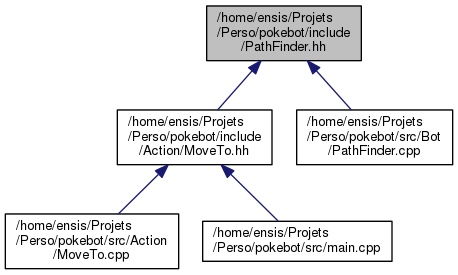 /home/ensis/Projets
/Perso/pokebot/include
/PathFinder.hh
/home/ensis/Projets
/Perso/pokebot/include
/Action/MoveTo.hh
/home/ensis/Projets
/Perso/pokebot/src/Bot
/PathFinder.cpp
/home/ensis/Projets
/Perso/pokebot/src/Action
/MoveTo.cpp
/home/ensis/Projets
/Perso/pokebot/src/main.cpp